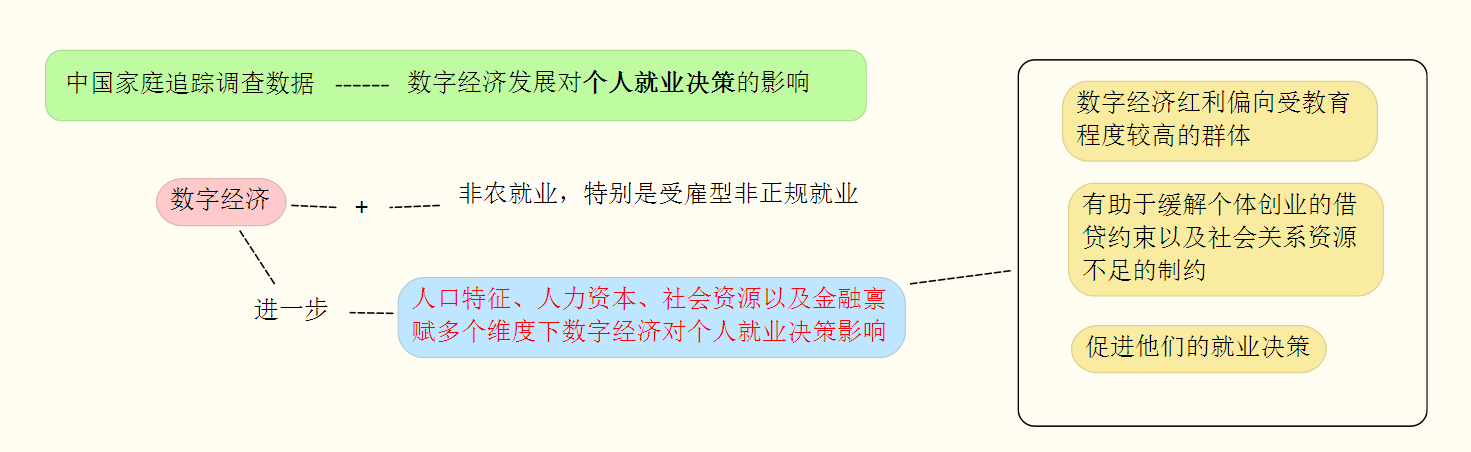 中国家庭追踪调查数据 ------ 数字经济发展对个人就业决策的影响
数字经济
+
非农就业，特别是受雇型非正规就业
进一步
人口特征、人力资本、社会资源以及金融禀
赋多个维度下数字经济对个人就业决策影响
数字经济红利偏向受教育
程度较高的群体
有助于缓解个体创业的借
贷约束以及社会关系资源
不足的制约
促进他们的就业决策